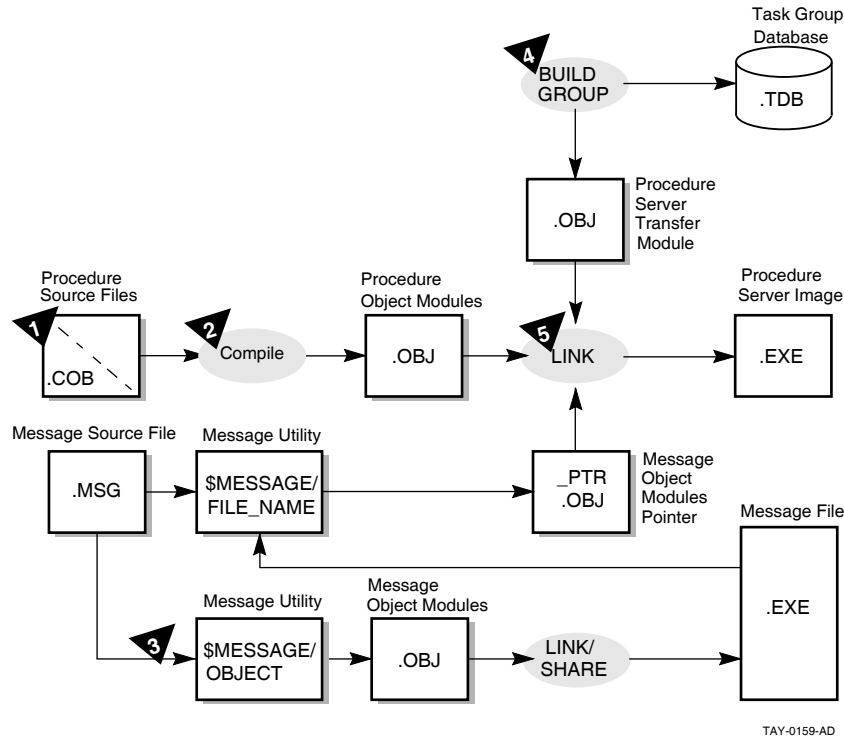 Task Group
Database
4
BUILD
GROUP
.TDB
.OBJ
Procedure
Server
Transfer
Module
Procedure
Source Files
1
.COB
2
Compile
Procedure
Object Modules
.OBJ
5
LINK
Procedure
Server Image
.EXE
Message Source File
.MSG
Message Utility
$MESSAGE/
FILE_NAME
_PTR
.OBJ
Message
Object
Modules
Pointer
Message File
.EXE
3
Message Utility
$MESSAGE/
OBJECT
Message
Object Modules
.OBJ
LINK/
SHARE
TAY-0159-AD